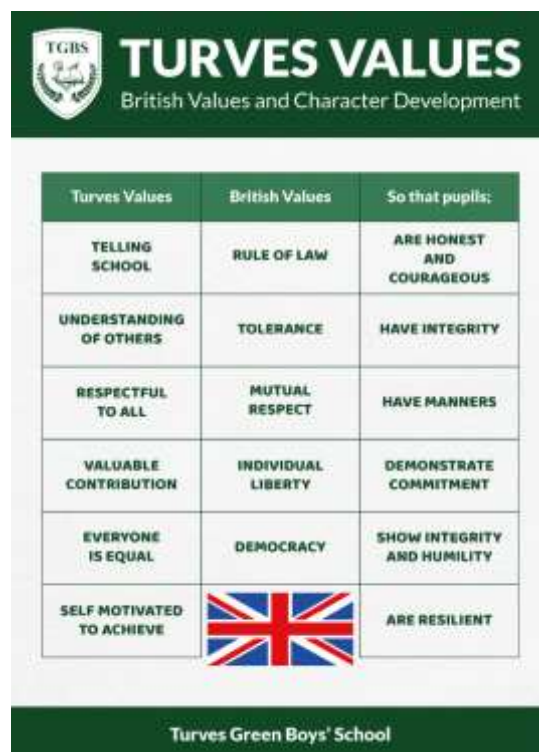 TGBS
TURVES VALUES
British Values and Character Development
Turves Values
British Values
So that pupils:
TELLING
SCHOOL
RULE OF LAW
ARE HONEST
AND
COURAGEOUS
UNDERSTANDING
OF OTHERS
TOLERANCE
HAVE INTEGRITY
RESPECTFUL
TO ALL
MUTUAL
RESPECT
HAVE MANNERS
VALUABLE
CONTRIBUTION
INDIVIDUAL
LIBERTY
DEMONSTRATE
COMMITMENT
EVERYONE
IS EQUAL
DEMOCRACY
SHOW INTEGRITY
AND HUMILITY
SELF MOTIVATED
TO ACHIEVE
ARE RESILIENT
Turves Green Boys' School